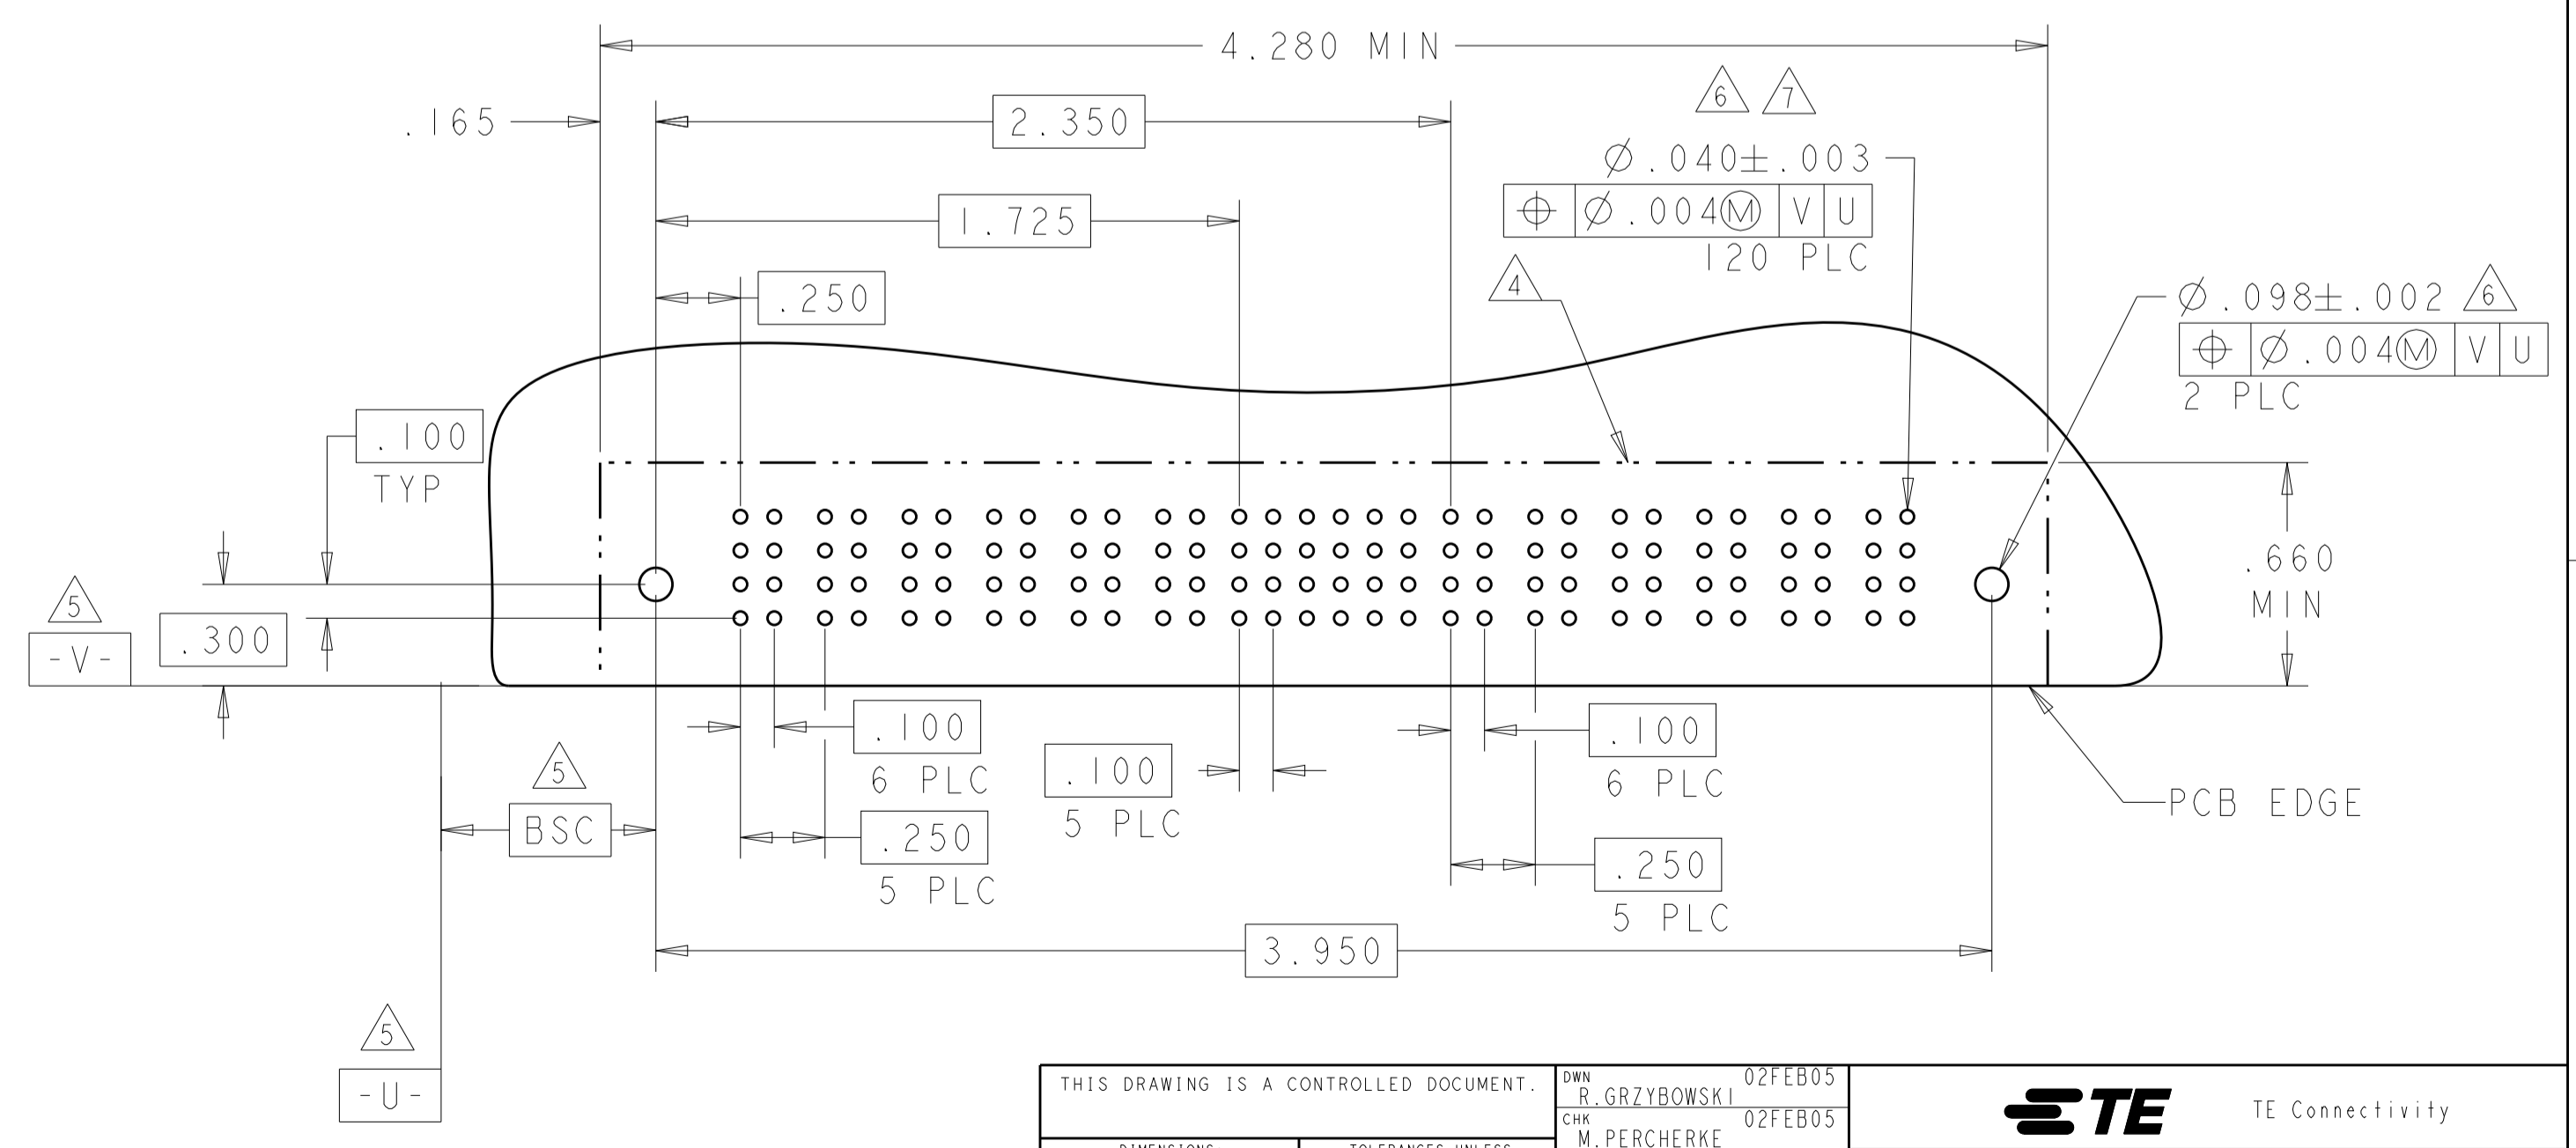 4.280 MIN
.165
2.350
6 7
Ø.040±.003
⌖ Ø.004Ⓜ V U
120 PLC
1.725
.250
4
Ø.098±.002 6
⌖ Ø.004Ⓜ V U
2 PLC
.100
TYP
.660
MIN
5
-V-
.300
.100
6 PLC
.250
5 PLC
.100
5 PLC
.100
6 PLC
.250
5 PLC
PCB EDGE
5
BSC
3.950
5
-U-
THIS DRAWING IS A CONTROLLED DOCUMENT.
DWN 02FEB05
R.GRZYBOWSKI
CHK 02FEB05
M.PERCHERKE
TE
TE Connectivity
DIMENSIONS:
TOLERANCES UNLESS